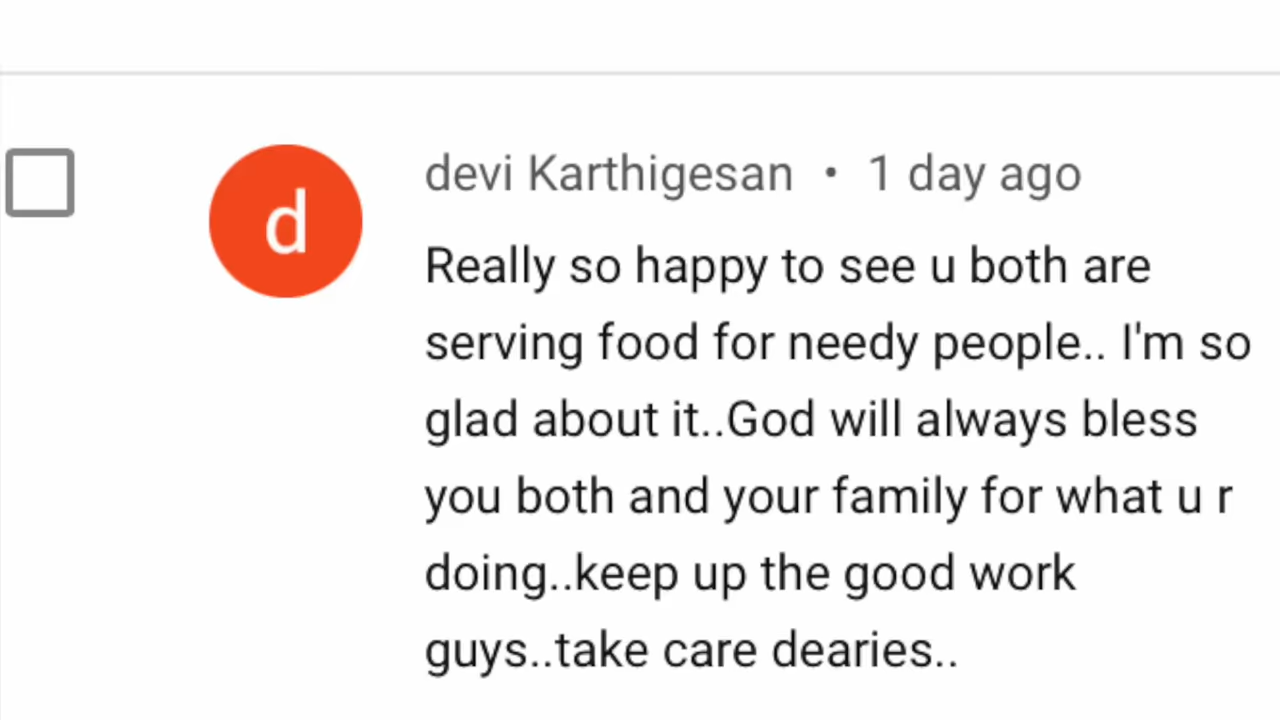 d
devi Karthigesan • 1 day ago
Really so happy to see u both are
serving food for needy people.. I'm so
glad about it..God will always bless
you both and your family for what u r
doing..keep up the good work
guys..take care dearies..